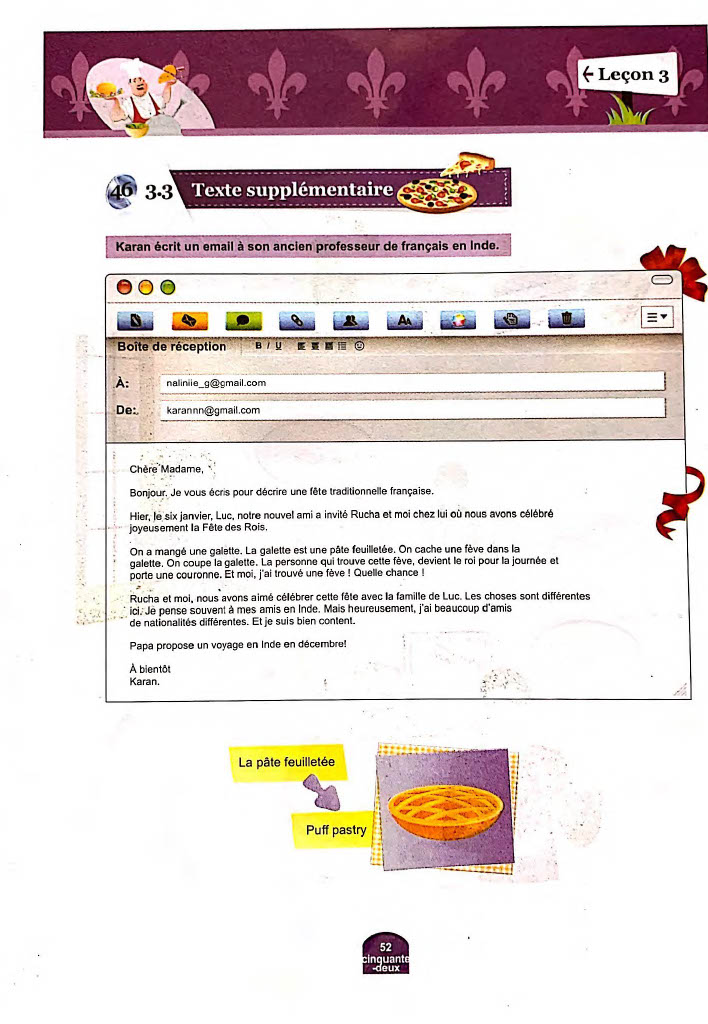 ← Leçon 3
46 3.3 Texte supplémentaire
Karan écrit un email à son ancien professeur de français en Inde.
Boîte de réception B I U
À: naliniie_g@gmail.com
De: karannn@gmail.com
Chère Madame,
Bonjour. Je vous écris pour décrire une fête traditionnelle française.
Hier, le six janvier, Luc, notre nouvel ami a invité Rucha et moi chez lui où nous avons célébré
joyeusement la Fête des Rois.
On a mangé une galette. La galette est une pâte feuilletée. On cache une fève dans la
galette. On coupe la galette. La personne qui trouve cette fève, devient le roi pour la journée et
porte une couronne. Et moi, j'ai trouvé une fève ! Quelle chance !
Rucha et moi, nous avons aimé célébrer cette fête avec la famille de Luc. Les choses sont différentes
ici. Je pense souvent à mes amis en Inde. Mais heureusement, j'ai beaucoup d'amis
de nationalités différentes. Et je suis bien content.
Papa propose un voyage en Inde en décembre!
À bientôt
Karan.
La pâte feuilletée
Puff pastry
52
cinquante
-deux